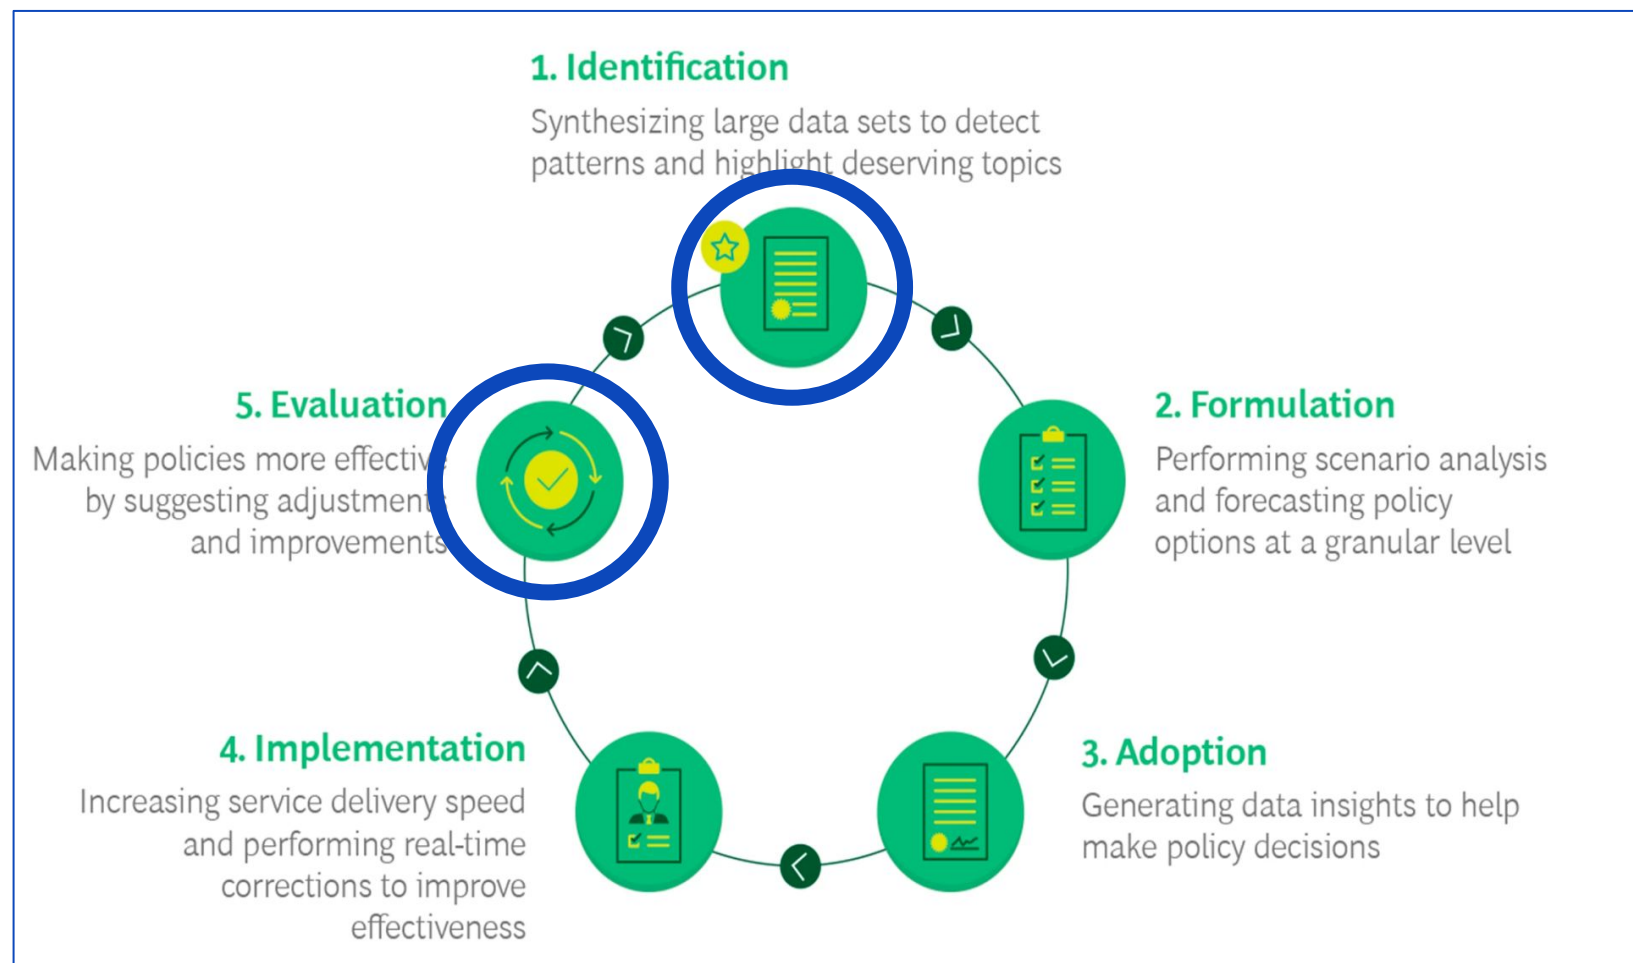 1. Identification
Synthesizing large data sets to detect
patterns and highlight deserving topics
2. Formulation
Performing scenario analysis
and forecasting policy
options at a granular level
3. Adoption
Generating data insights to help
make policy decisions
4. Implementation
Increasing service delivery speed
and performing real-time
corrections to improve
effectiveness
5. Evaluation
Making policies more effective
by suggesting adjustments
and improvements